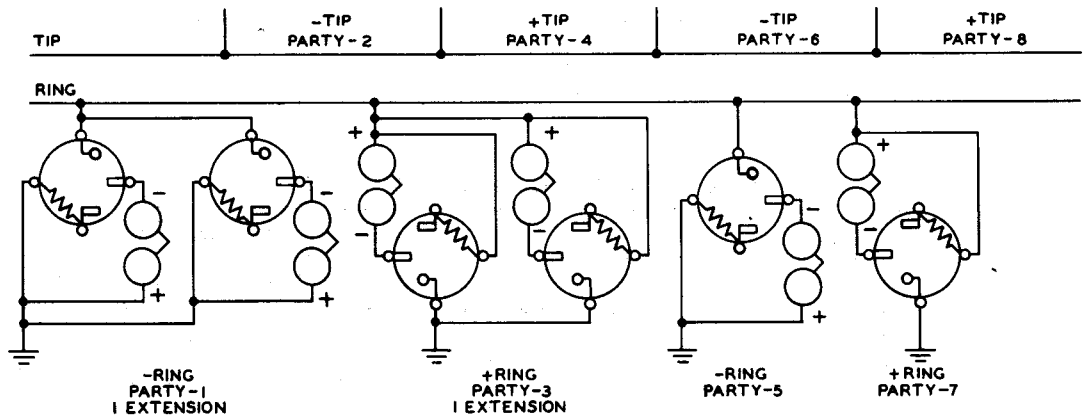 TIP
-TIP
PARTY-2
+TIP
PARTY-4
-TIP
PARTY-6
+TIP
PARTY-8
RING
+
+
+
-
-
-
-
-
-
+
+
+
-RING
PARTY-1
1 EXTENSION
+RING
PARTY-3
1 EXTENSION
-RING
PARTY-5
+RING
PARTY-7